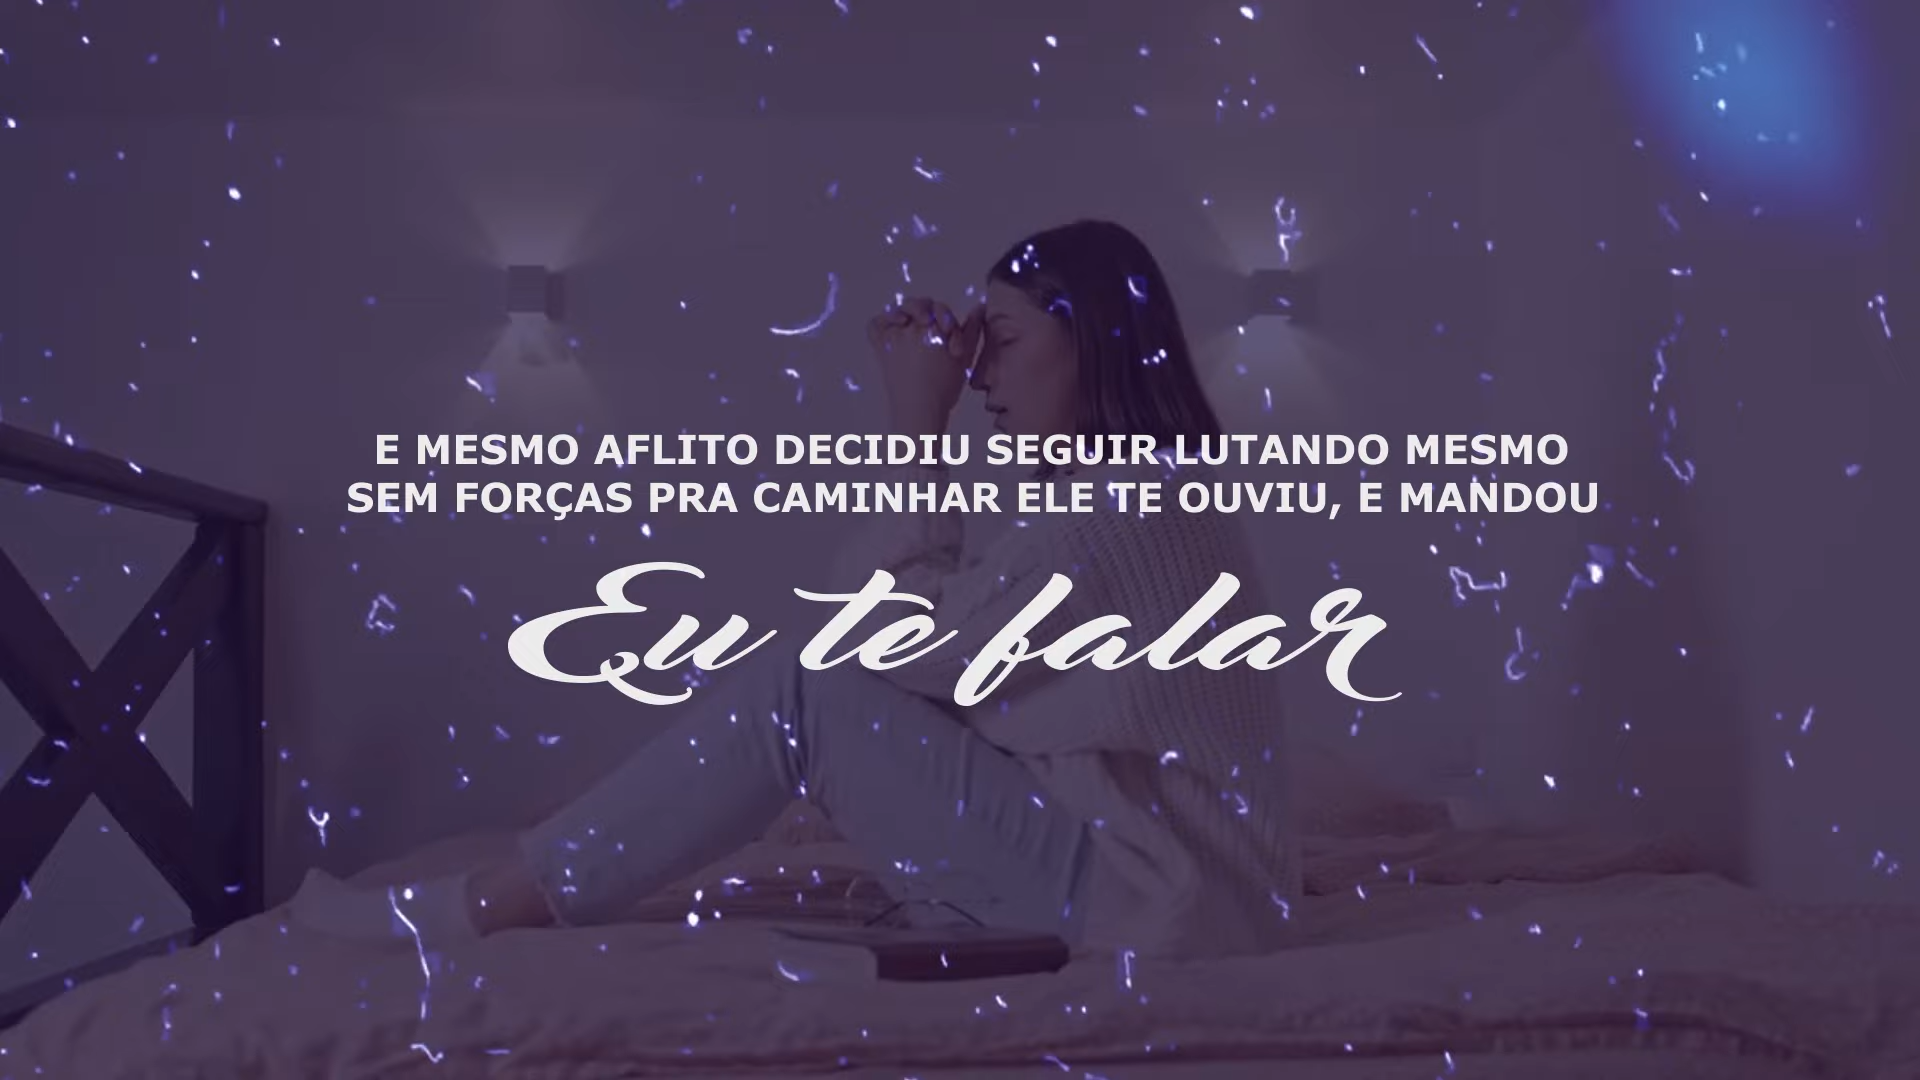 E MESMO AFLITO DECIDIU SEGUIR LUTANDO MESMO
SEM FORÇAS PRA CAMINHAR ELE TE OUVIU, E MANDOU
Eu te falar